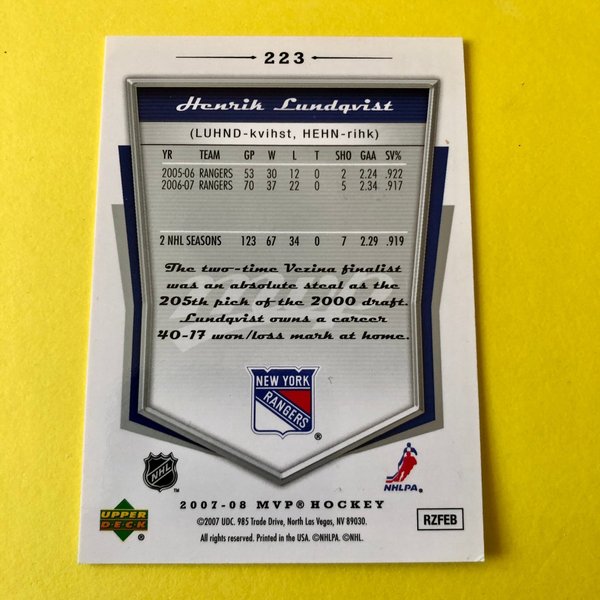 223
Henrik Lundqvist
(LUHND-kvihst, HEHN-rihk)
YR TEAM GP W L T SHO GAA SV%
2005-06 RANGERS 53 30 12 0 2 2.24 .922
2006-07 RANGERS 70 37 22 0 5 2.34 .917
2 NHL SEASONS 123 67 34 0 7 2.29 .919
The two-time Vezina finalist
was an absolute steal as the
205th pick of the 2000 draft.
Lundqvist owns a career
40-17 won/loss mark at home.
NEW YORK
RANGERS
®
NHL
™
NHLPA®
2007-08 MVP® HOCKEY
UPPER
DECK
®
©2007 UDC. 985 Trade Drive, North Las Vegas, NV 89030.
All rights reserved. Printed in the USA. ©NHLPA. ©NHL.
RZFEB